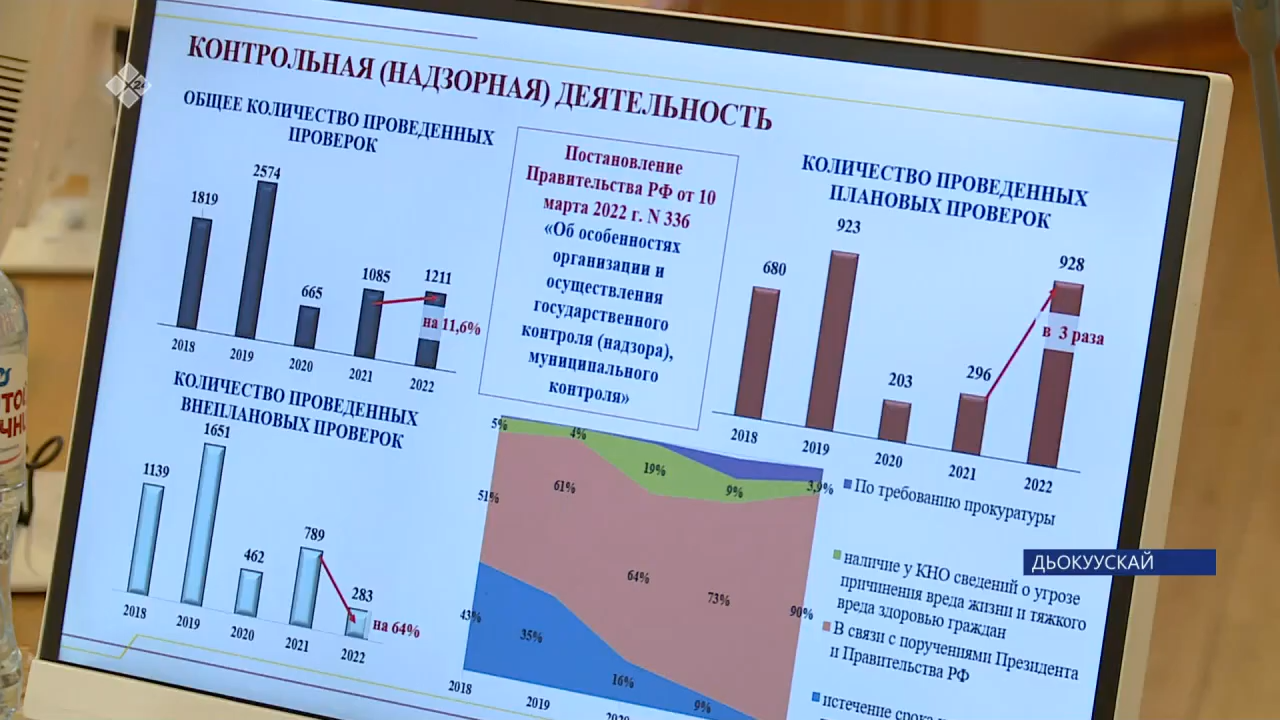 КОНТРОЛЬНАЯ (НАДЗОРНАЯ) ДЕЯТЕЛЬНОСТЬ
ОБЩЕЕ КОЛИЧЕСТВО ПРОВЕДЕННЫХ
ПРОВЕРОК
1819
2574
665
1085
1211
на 11,6%
2018
2019
2020
2021
2022
Постановление
Правительства РФ от 10
марта 2022 г. N 336
«Об особенностях
организации и
осуществления
государственного
контроля (надзора),
муниципального
контроля»
КОЛИЧЕСТВО ПРОВЕДЕННЫХ
ПЛАНОВЫХ ПРОВЕРОК
680
923
203
296
928
в 3 раза
2018
2019
2020
2021
2022
КОЛИЧЕСТВО ПРОВЕДЕННЫХ
ВНЕПЛАНОВЫХ ПРОВЕРОК
1139
1651
462
789
283
на 64%
2018
2019
2020
2021
2022
5%
4%
19%
9%
3,9%
51%
61%
64%
73%
90%
43%
35%
16%
9%
2018
2019
По требованию прокуратуры
наличие у КНО сведений о угрозе
причинения вреда жизни и тяжкого
вреда здоровью граждан
В связи с поручениями Президента
и Правительства РФ
истечение срока
ДЬОКУУСКАЙ